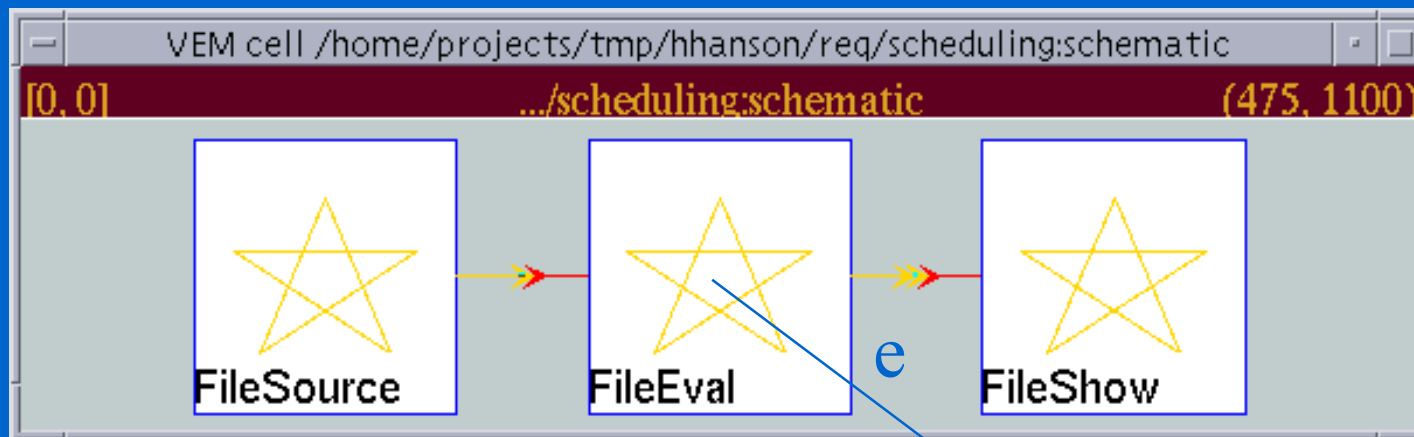 VEM cell /home/projects/tmp/hhanson/req/scheduling:schematic
[0, 0] .../scheduling:schematic (475, 1100)
FileSource FileEval FileShow
e